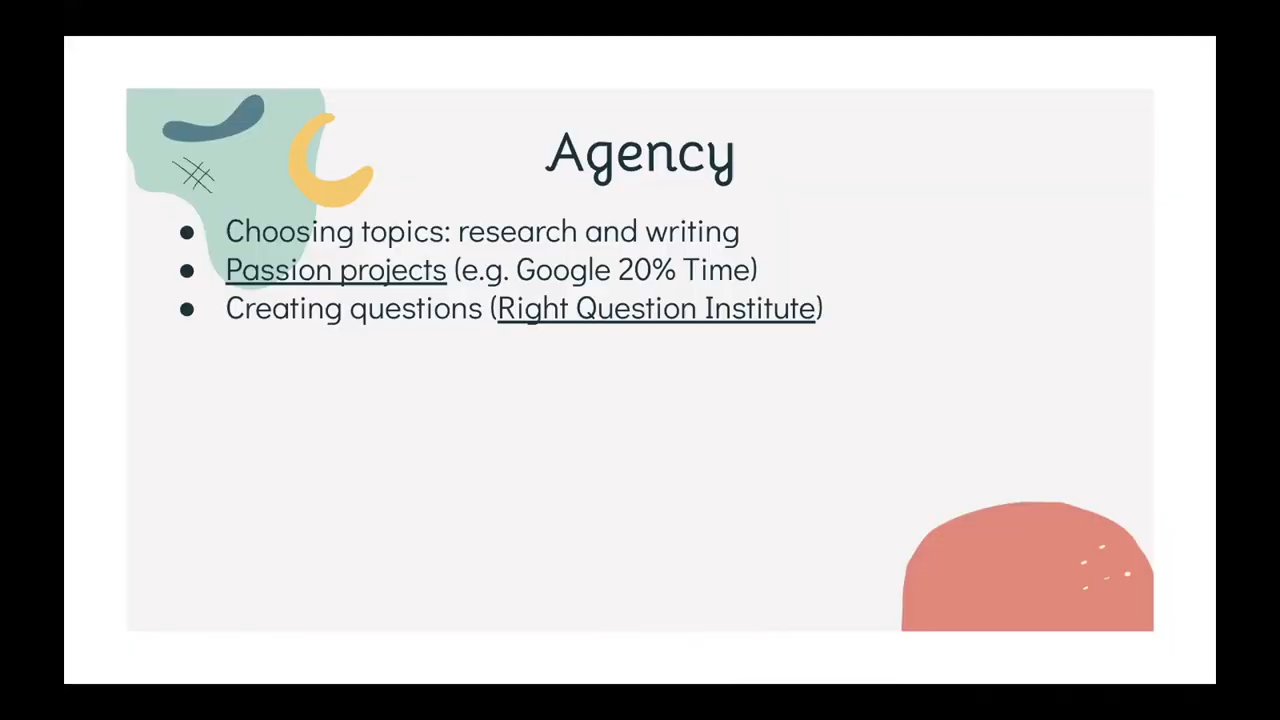 Agency
● Choosing topics: research and writing
● Passion projects (e.g. Google 20% Time)
● Creating questions (Right Question Institute)